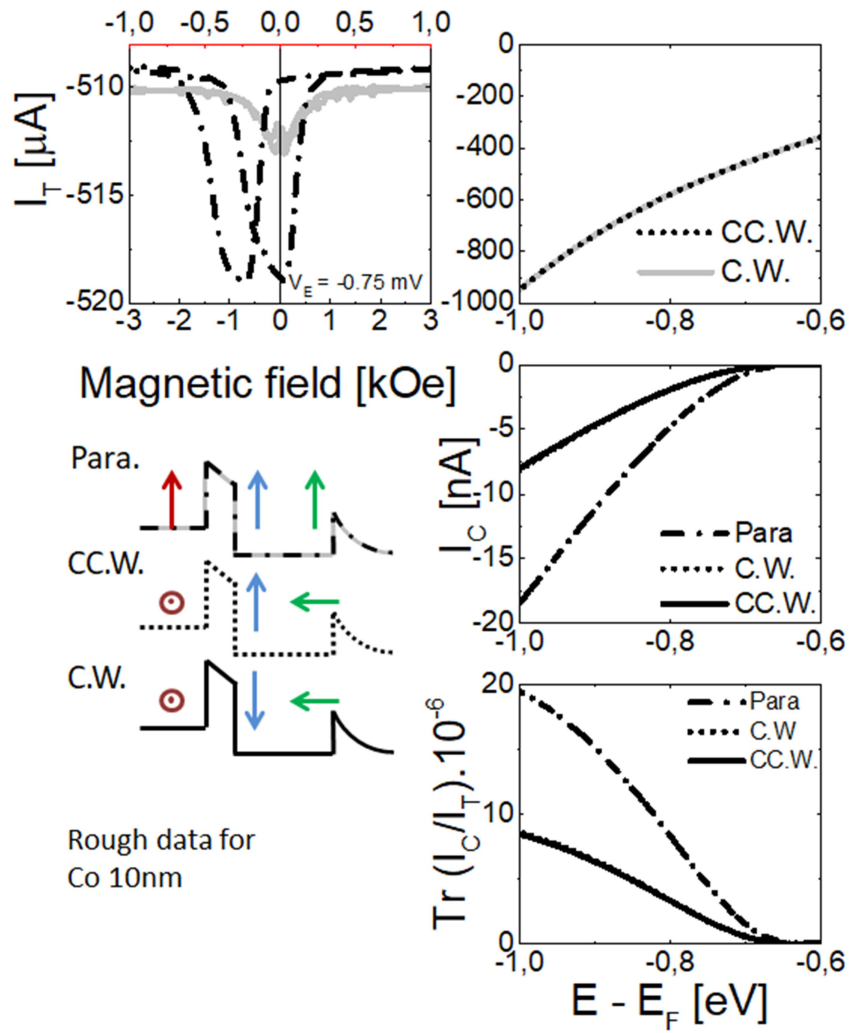 -1,0 -0,5 0,0 0,5 1,0
-510
-515
-520
I_T [µA]
V_E = -0.75 mV
-3 -2 -1 0 1 2 3
Magnetic field [kOe]
0
-200
-400
-600
-800
-1000
CC.W.
C.W.
-1,0 -0,8 -0,6
Para.
CC.W.
C.W.
Rough data for
Co 10nm
0
-5
-10
-15
-20
I_C [nA]
Para
C.W.
CC.W.
-1,0 -0,8 -0,6
20
10
0
Tr (I_C/I_T).10^-6
Para
C.W
CC.W.
-1,0 -0,8 -0,6
E - E_F [eV]